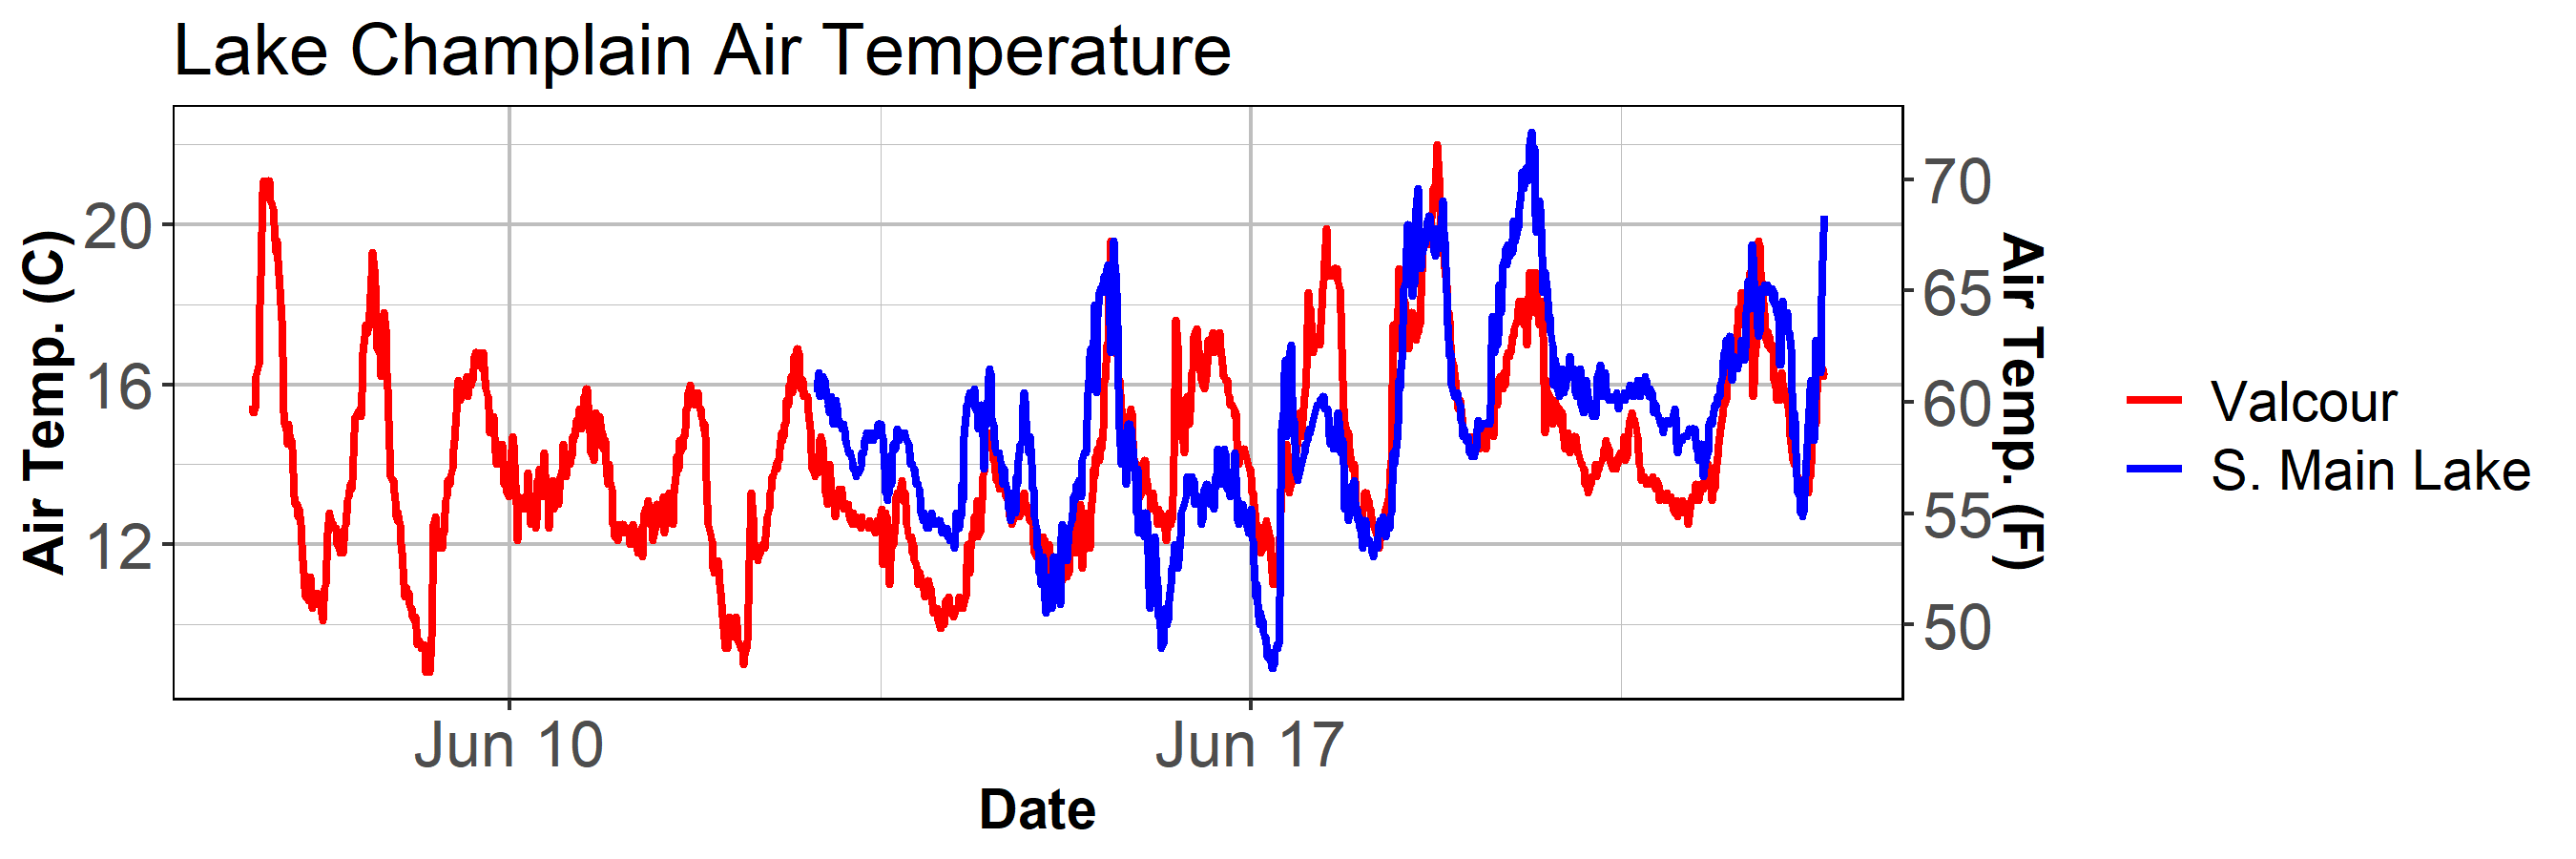 Lake Champlain Air Temperature
Air Temp. (C)
20
16
12
70
65
60
55
50
Air Temp. (F)
Jun 10
Jun 17
Date
Valcour
S. Main Lake